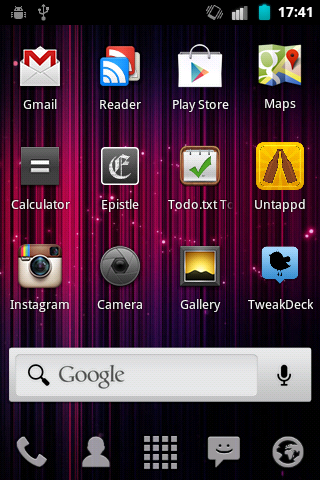 17:41
Gmail
Reader
Play Store
Maps
Calculator
Epistle
Todo.txt To
Untappd
Instagram
Camera
Gallery
TweakDeck
Google